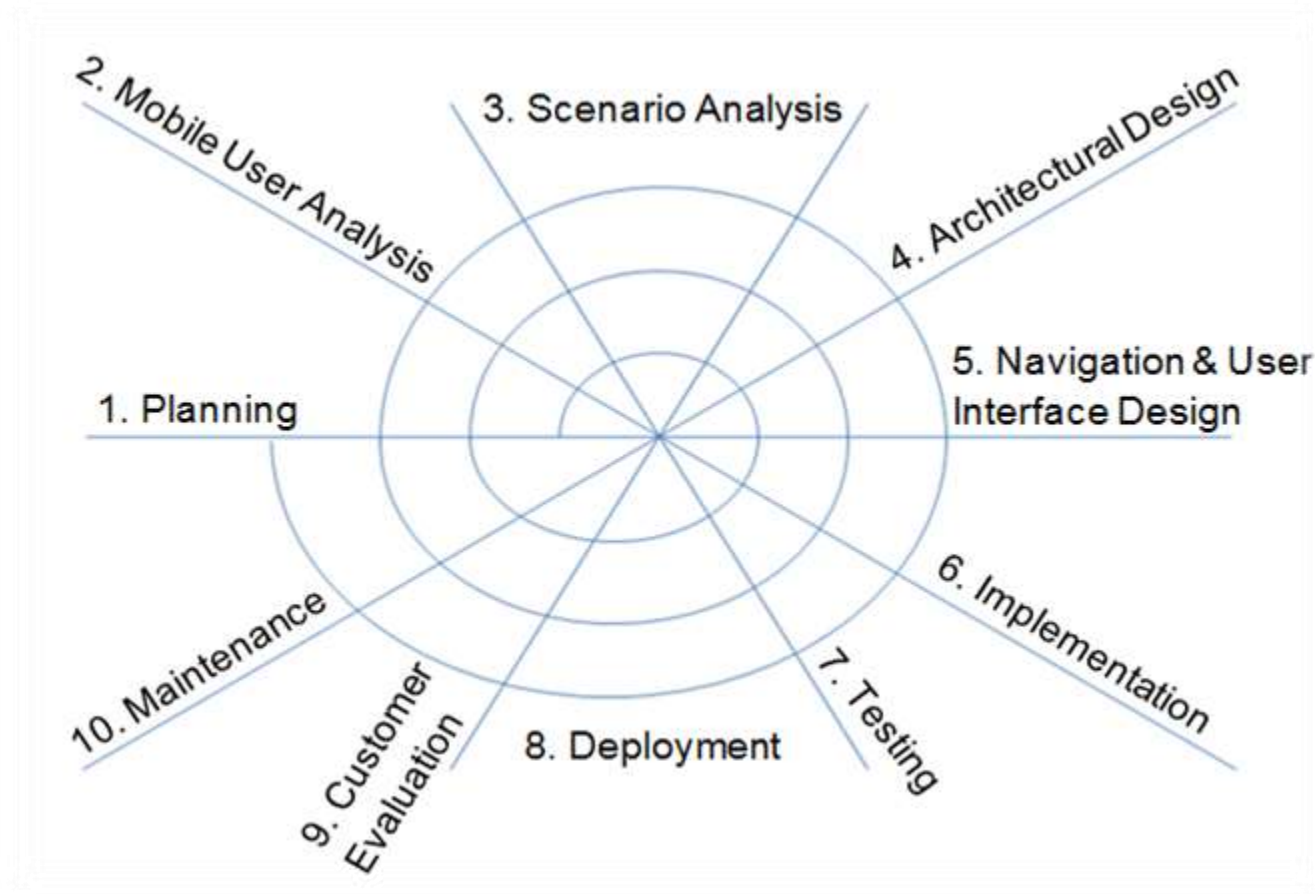 1. Planning
2. Mobile User Analysis
3. Scenario Analysis
4. Architectural Design
5. Navigation & User
Interface Design
6. Implementation
7. Testing
8. Deployment
9. Customer
Evaluation
10. Maintenance